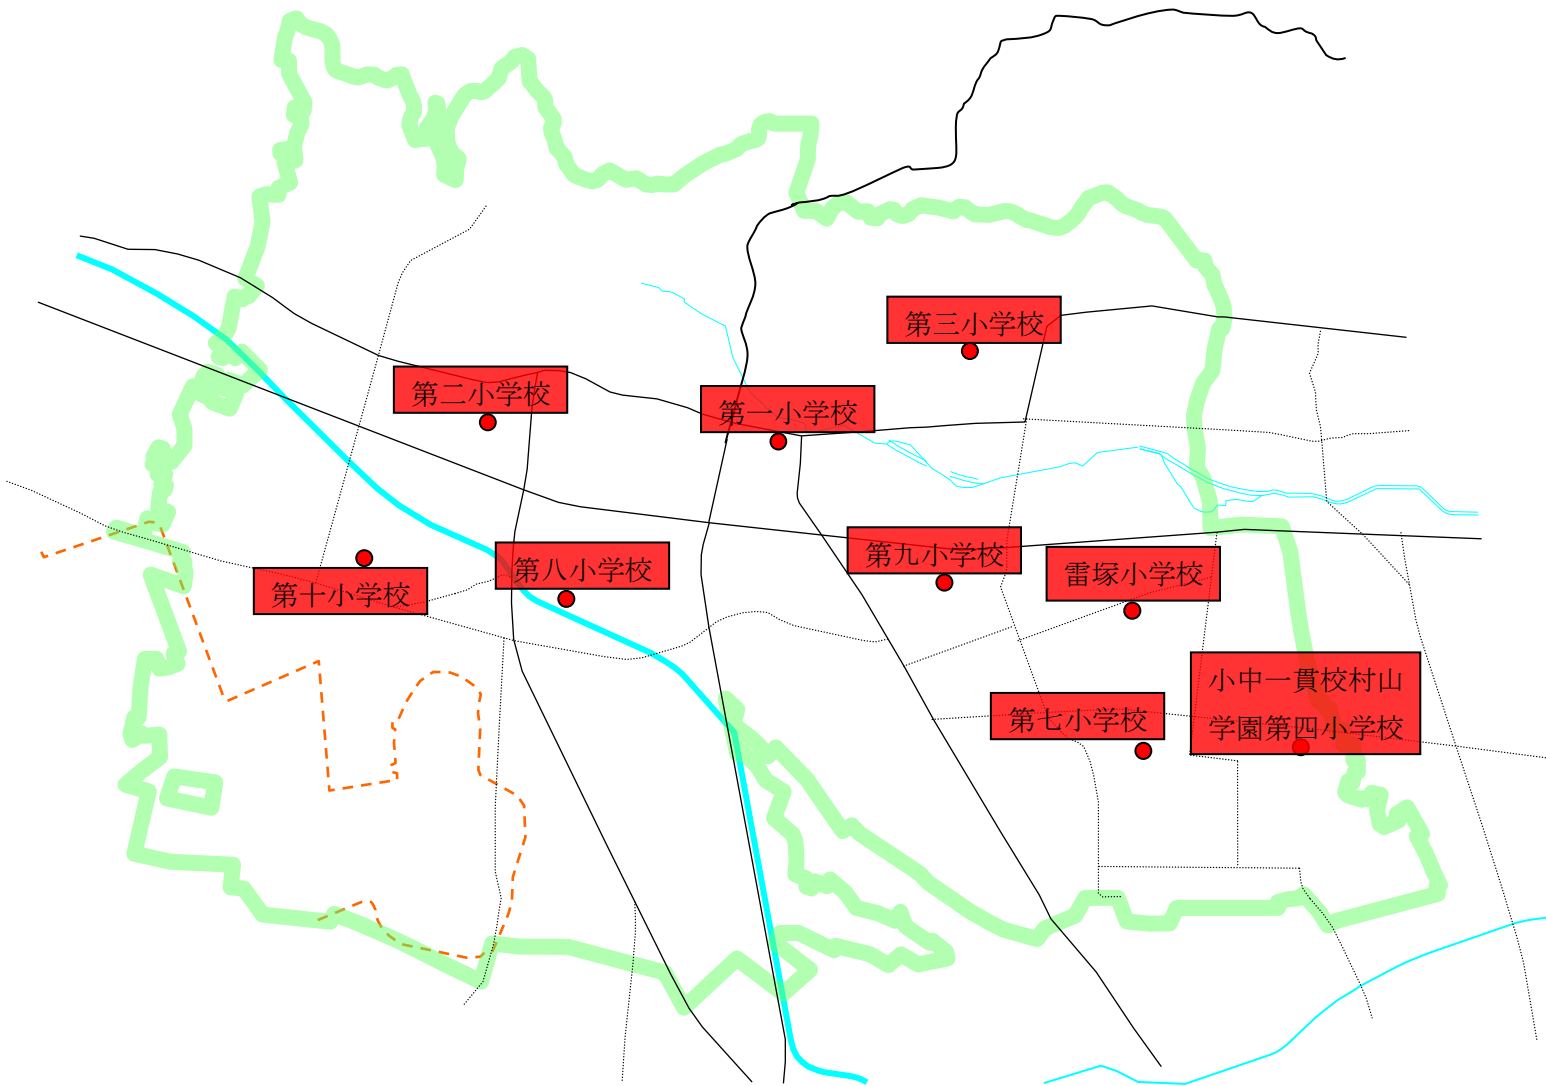 第三小学校
第二小学校
第一小学校
第九小学校
第八小学校
雷塚小学校
第十小学校
小中一貫校村山
学園第四小学校
第七小学校